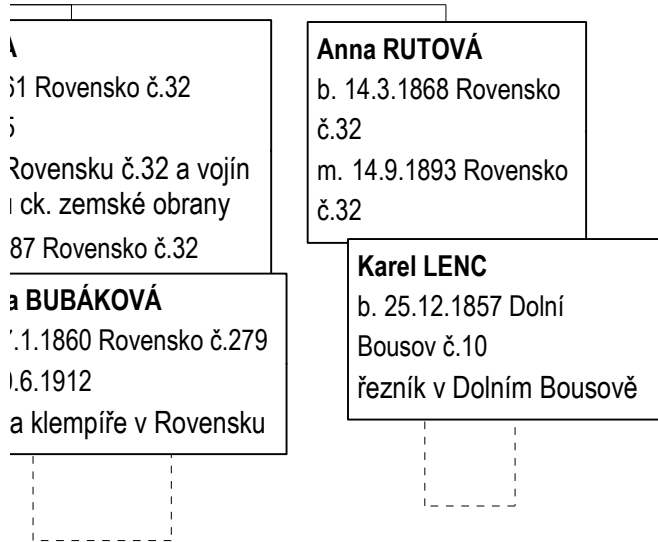 61 Rovensko č.32
5
Rovensku č.32 a vojín
ck. zemské obrany
87 Rovensko č.32
a BUBÁKOVÁ
.1.1860 Rovensko č.279
.6.1912
a klempíře v Rovensku
Anna RUTOVÁ
b. 14.3.1868 Rovensko
č.32
m. 14.9.1893 Rovensko
č.32
Karel LENC
b. 25.12.1857 Dolní
Bousov č.10
řezník v Dolním Bousově